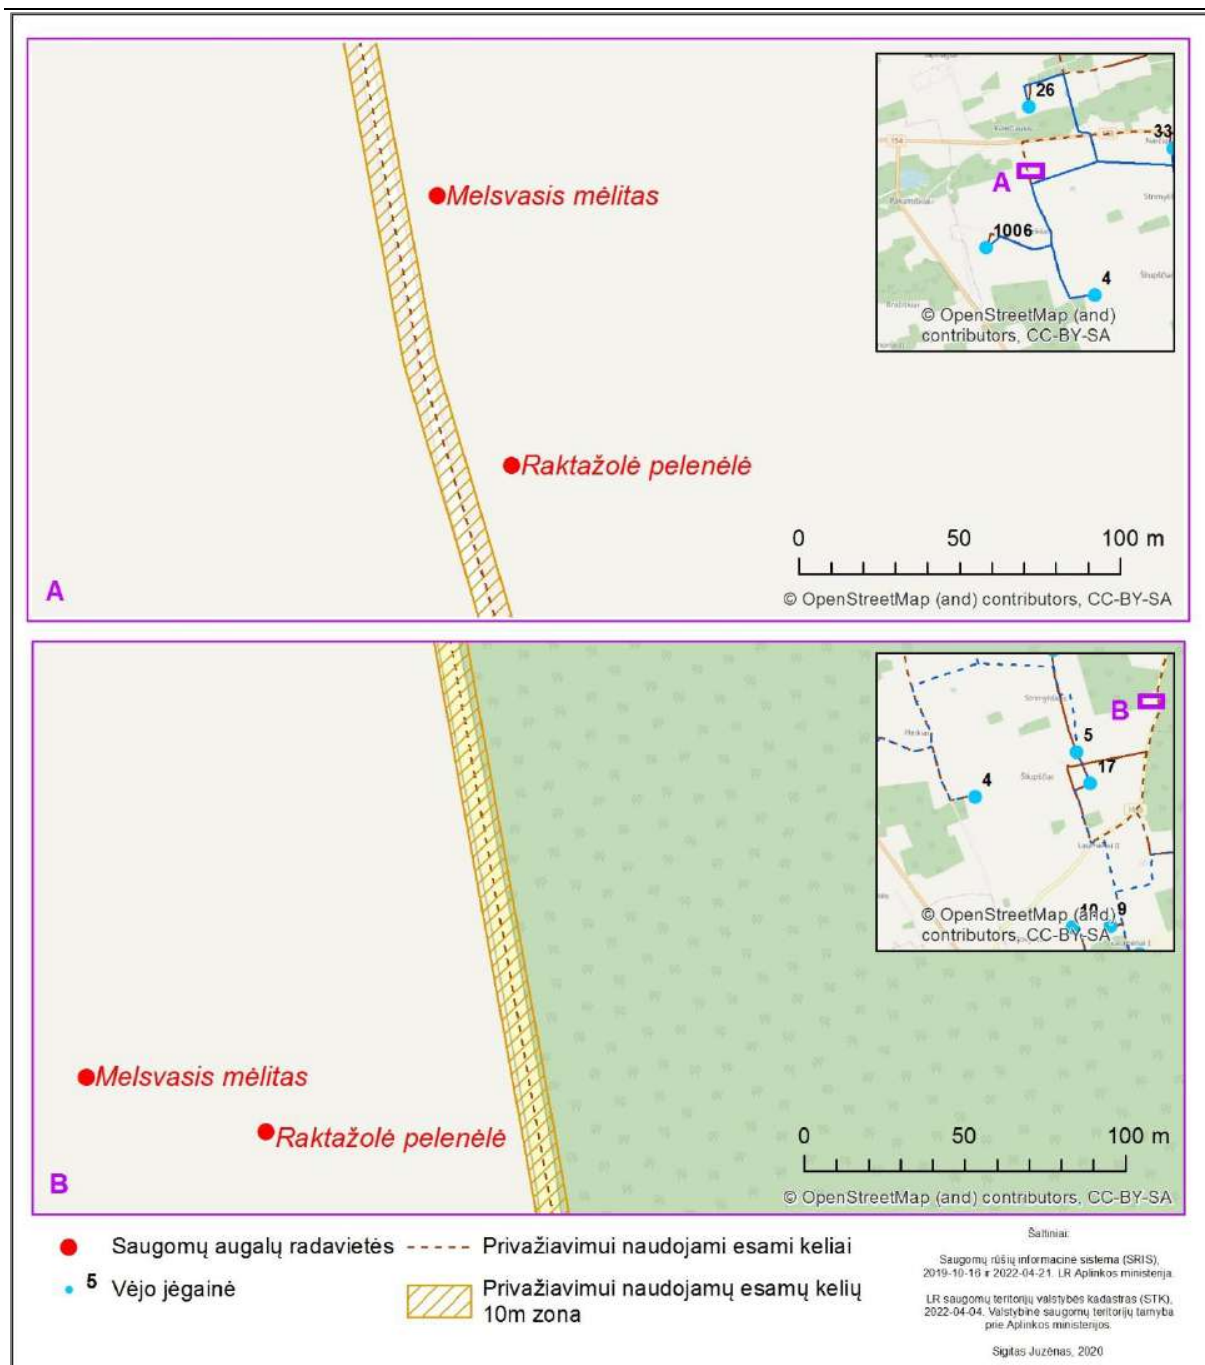 26
154
33
A
1006
4
© OpenStreetMap (and)
contributors, CC-BY-SA
Melsvasis mėlitas
Raktažolė pelenėlė
0 50 100 m
A
© OpenStreetMap (and) contributors, CC-BY-SA
B
5
17
4
Škupščiai
10 9
© OpenStreetMap (and)
contributors, CC-BY-SA
Melsvasis mėlitas
Raktažolė pelenėlė
0 50 100 m
B
© OpenStreetMap (and) contributors, CC-BY-SA
Saugomų augalų radavietės
Privažiavimui naudojami esami keliai
5 Vėjo jėgainė
Privažiavimui naudojamų esamų kelių
10m zona
Šaltiniai:
Saugomų rūšių informacinė sistema (SRIS),
2019-10-16 ir 2022-04-21. LR Aplinkos ministerija.
LR saugomų teritorijų valstybės kadastras (STK),
2022-04-04. Valstybinė saugomų teritorijų tarnyba
prie Aplinkos ministerijos.
Sigitas Juzėnas, 2020